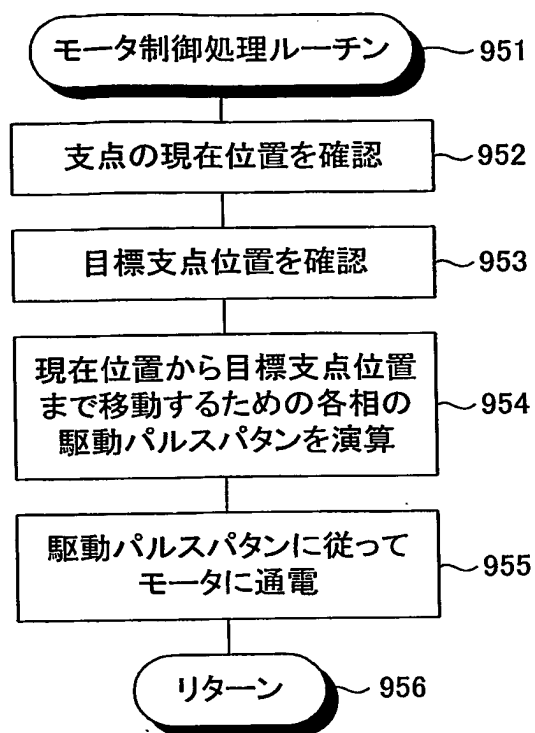 モータ制御処理ルーチン
951
支点の現在位置を確認
952
目標支点位置を確認
953
現在位置から目標支点位置
まで移動するための各相の
駆動パルスパタンを演算
954
駆動パルスパタンに従って
モータに通電
955
リターン
956